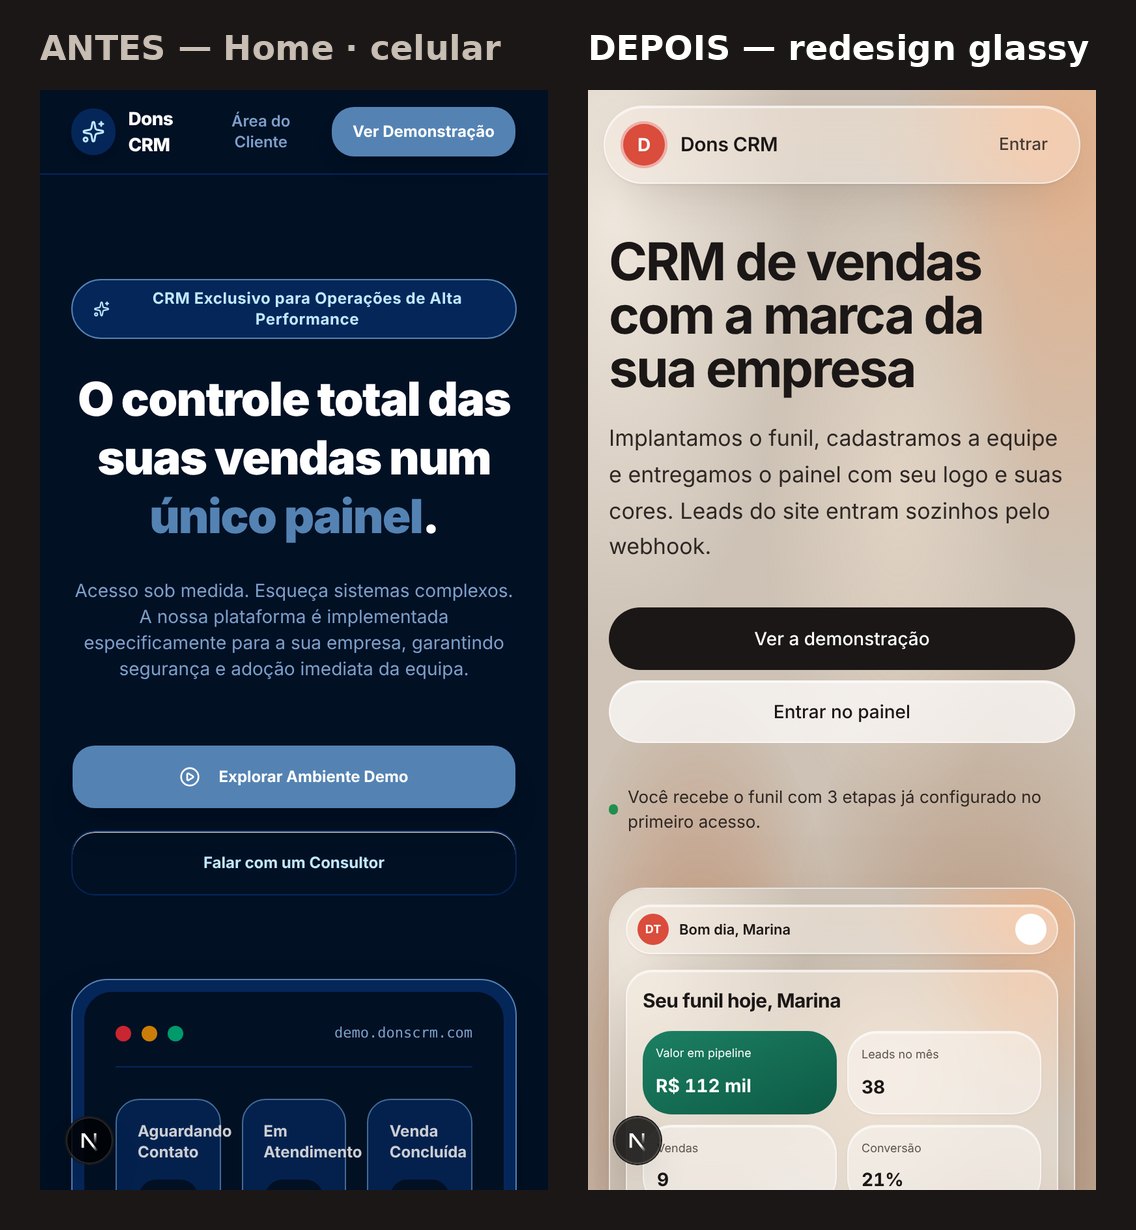 ANTES — Home · celular
Dons
CRM
Área do
Cliente
Ver Demonstração
CRM Exclusivo para Operações de Alta
Performance
O controle total das
suas vendas num
único painel.
Acesso sob medida. Esqueça sistemas complexos.
A nossa plataforma é implementada
especificamente para a sua empresa, garantindo
segurança e adoção imediata da equipa.
Explorar Ambiente Demo
Falar com um Consultor
demo.donscrm.com
Aguardando
Contato
Em
Atendimento
Venda
Concluída
N
DEPOIS — redesign glassy
D
Dons CRM
Entrar
CRM de vendas
com a marca da
sua empresa
Implantamos o funil, cadastramos a equipe
e entregamos o painel com seu logo e suas
cores. Leads do site entram sozinhos pelo
webhook.
Ver a demonstração
Entrar no painel
Você recebe o funil com 3 etapas já configurado no
primeiro acesso.
DT
Bom dia, Marina
Seu funil hoje, Marina
Valor em pipeline
R$ 112 mil
Leads no mês
38
Vendas
9
Conversão
21%
N